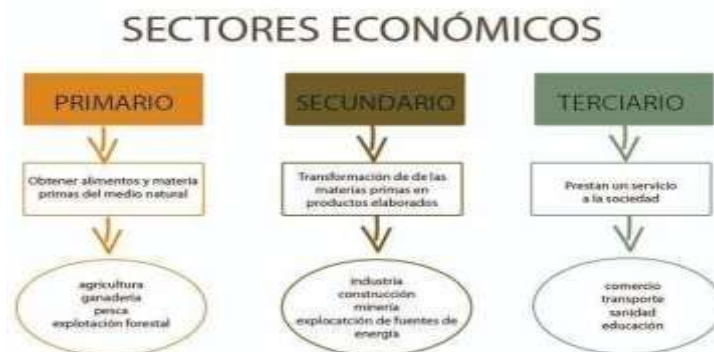 SECTORES ECONÓMICOS
PRIMARIO
Obtener alimentos y materia
primas del medio natural
agricultura
ganadería
pesca
explotación forestal
SECUNDARIO
Transformación de de las
materias primas en
productos elaborados
industria
construcción
minería
explocatción de fuentes de
energía
TERCIARIO
Prestan un servicio
a la sociedad
comercio
transporte
sanidad
educación